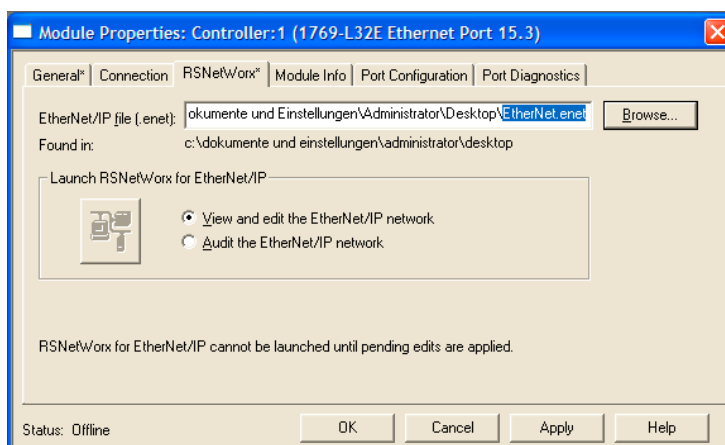 Module Properties: Controller:1 (1769-L32E Ethernet Port 15.3)
General* Connection RSNetWorx* Module Info Port Configuration Port Diagnostics
EtherNet/IP file (.enet): okumente und Einstellungen\Administrator\Desktop\EtherNet.enet Browse...
Found in: c:\dokumente und einstellungen\administrator\desktop
Launch RSNetWorx for EtherNet/IP
View and edit the EtherNet/IP network
Audit the EtherNet/IP network
RSNetWorx for EtherNet/IP cannot be launched until pending edits are applied.
Status: Offline OK Cancel Apply Help